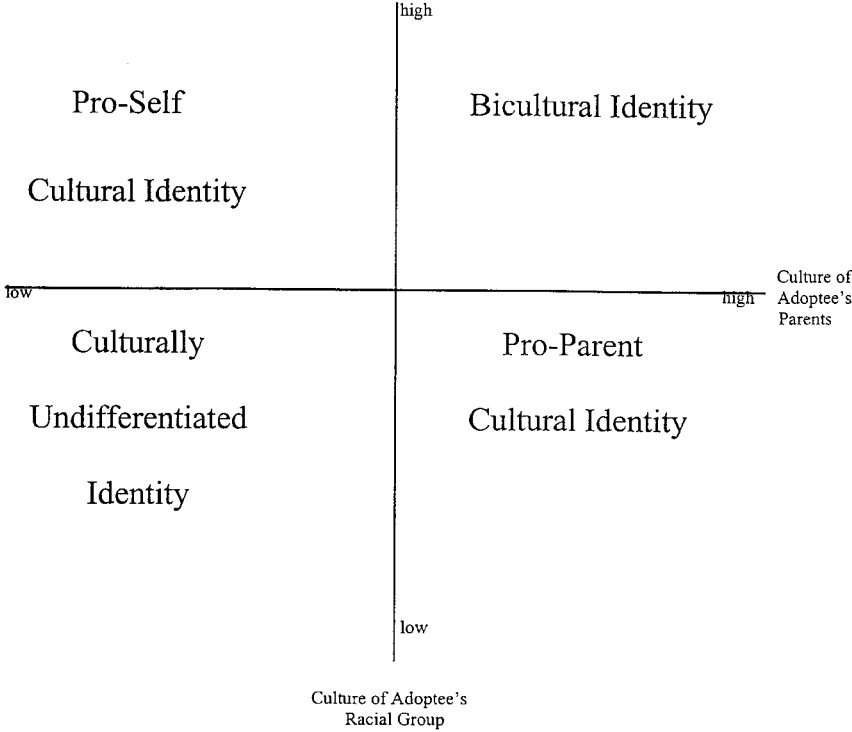 high
Pro-Self
Cultural Identity
Bicultural Identity
low
high
Culture of
Adoptee's
Parents
Culturally
Undifferentiated
Identity
Pro-Parent
Cultural Identity
low
Culture of Adoptee's
Racial Group